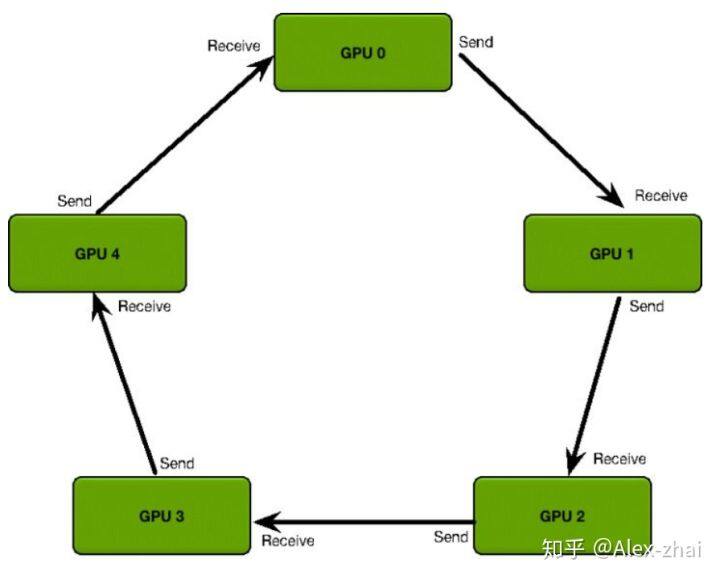 Receive
GPU 0
Send
Receive
Send
GPU 4
GPU 1
Receive
Send
Send
Receive
GPU 3
GPU 2
Receive
Send
知乎 @Alex-zhai